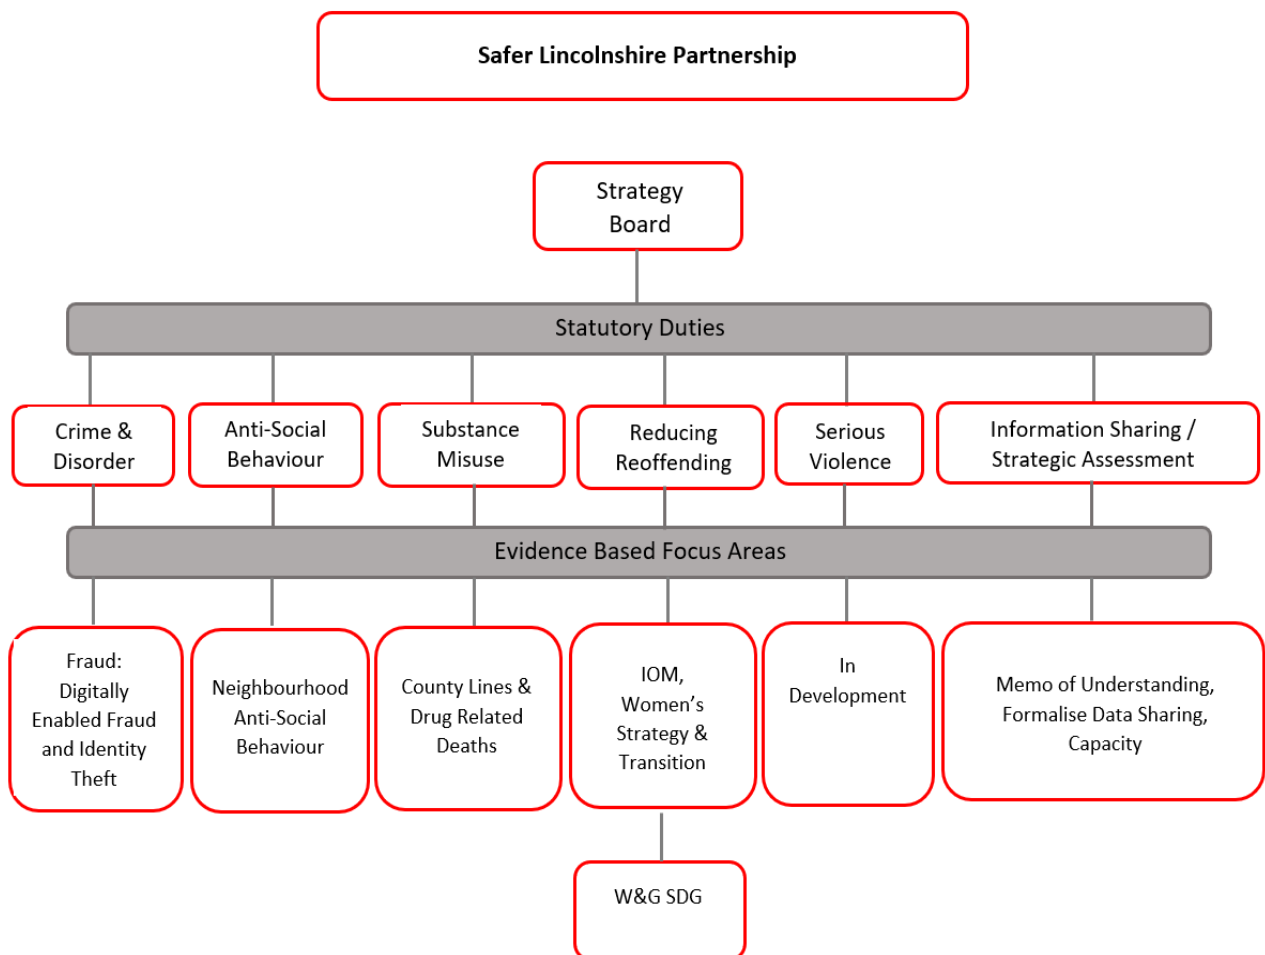 Safer Lincolnshire Partnership
Strategy
Board
Statutory Duties
Crime &
Disorder
Anti-Social
Behaviour
Substance
Misuse
Reducing
Reoffending
Serious
Violence
Information Sharing /
Strategic Assessment
Evidence Based Focus Areas
Fraud:
Digitally
Enabled Fraud
and Identity
Theft
Neighbourhood
Anti-Social
Behaviour
County Lines &
Drug Related
Deaths
IOM,
Women’s
Strategy &
Transition
In
Development
Memo of Understanding,
Formalise Data Sharing,
Capacity
W&G SDG